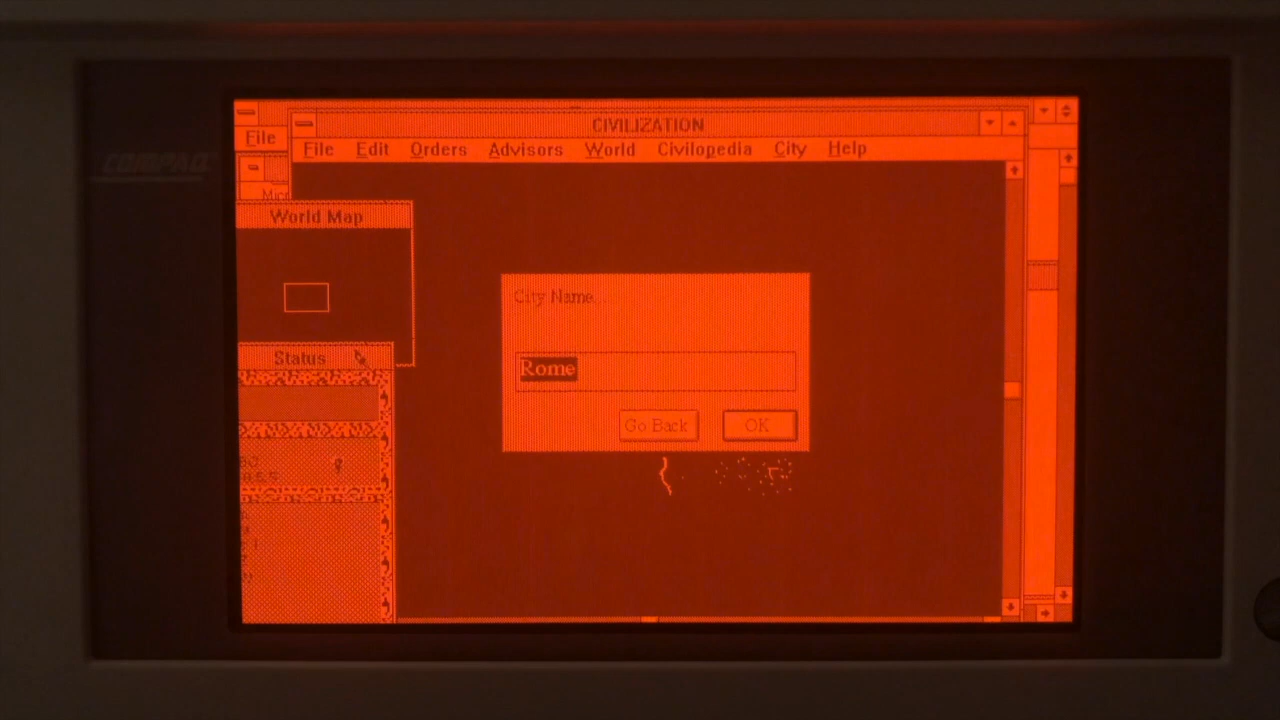 COMPAQ
CIVILIZATION
File
File Edit Orders Advisors World Civilopedia City Help
World Map
City Name...
Status
Rome
Go Back OK